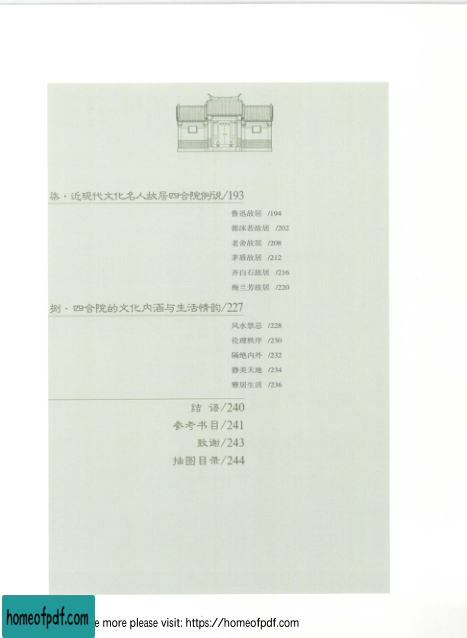 柒·近现代文化名人故居四合院例说/193
鲁迅故居 /194
郭沫若故居 /202
老舍故居 /208
茅盾故居 /212
齐白石故居 /216
梅兰芳故居 /220
捌·四合院的文化内涵与生活情韵/227
风水禁忌 /228
伦理秩序 /230
隔绝内外 /232
静美天地 /234
雅居生活 /236
结 语/240
参考书目/241
致谢/243
插图目录/244
homeofpdf.com
e more please visit: https://homeofpdf.com